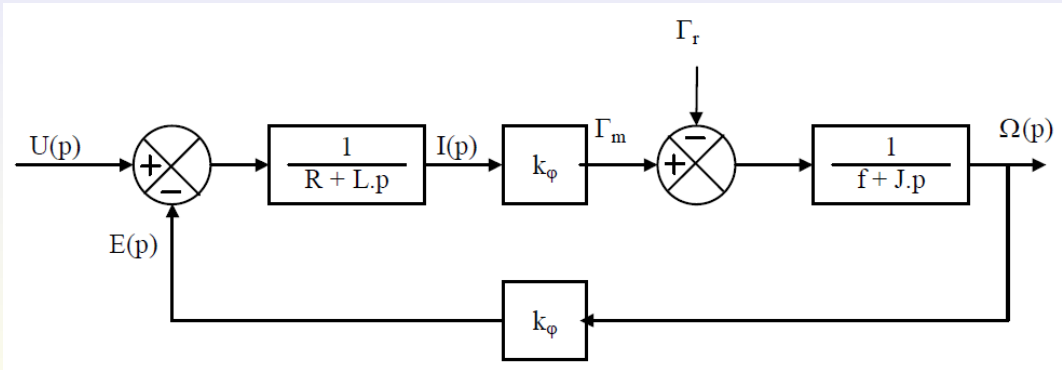 Γr
U(p)
+
−
1
R + L.p
I(p)
kφ
Γm
−
+
1
f + J.p
Ω(p)
E(p)
kφ